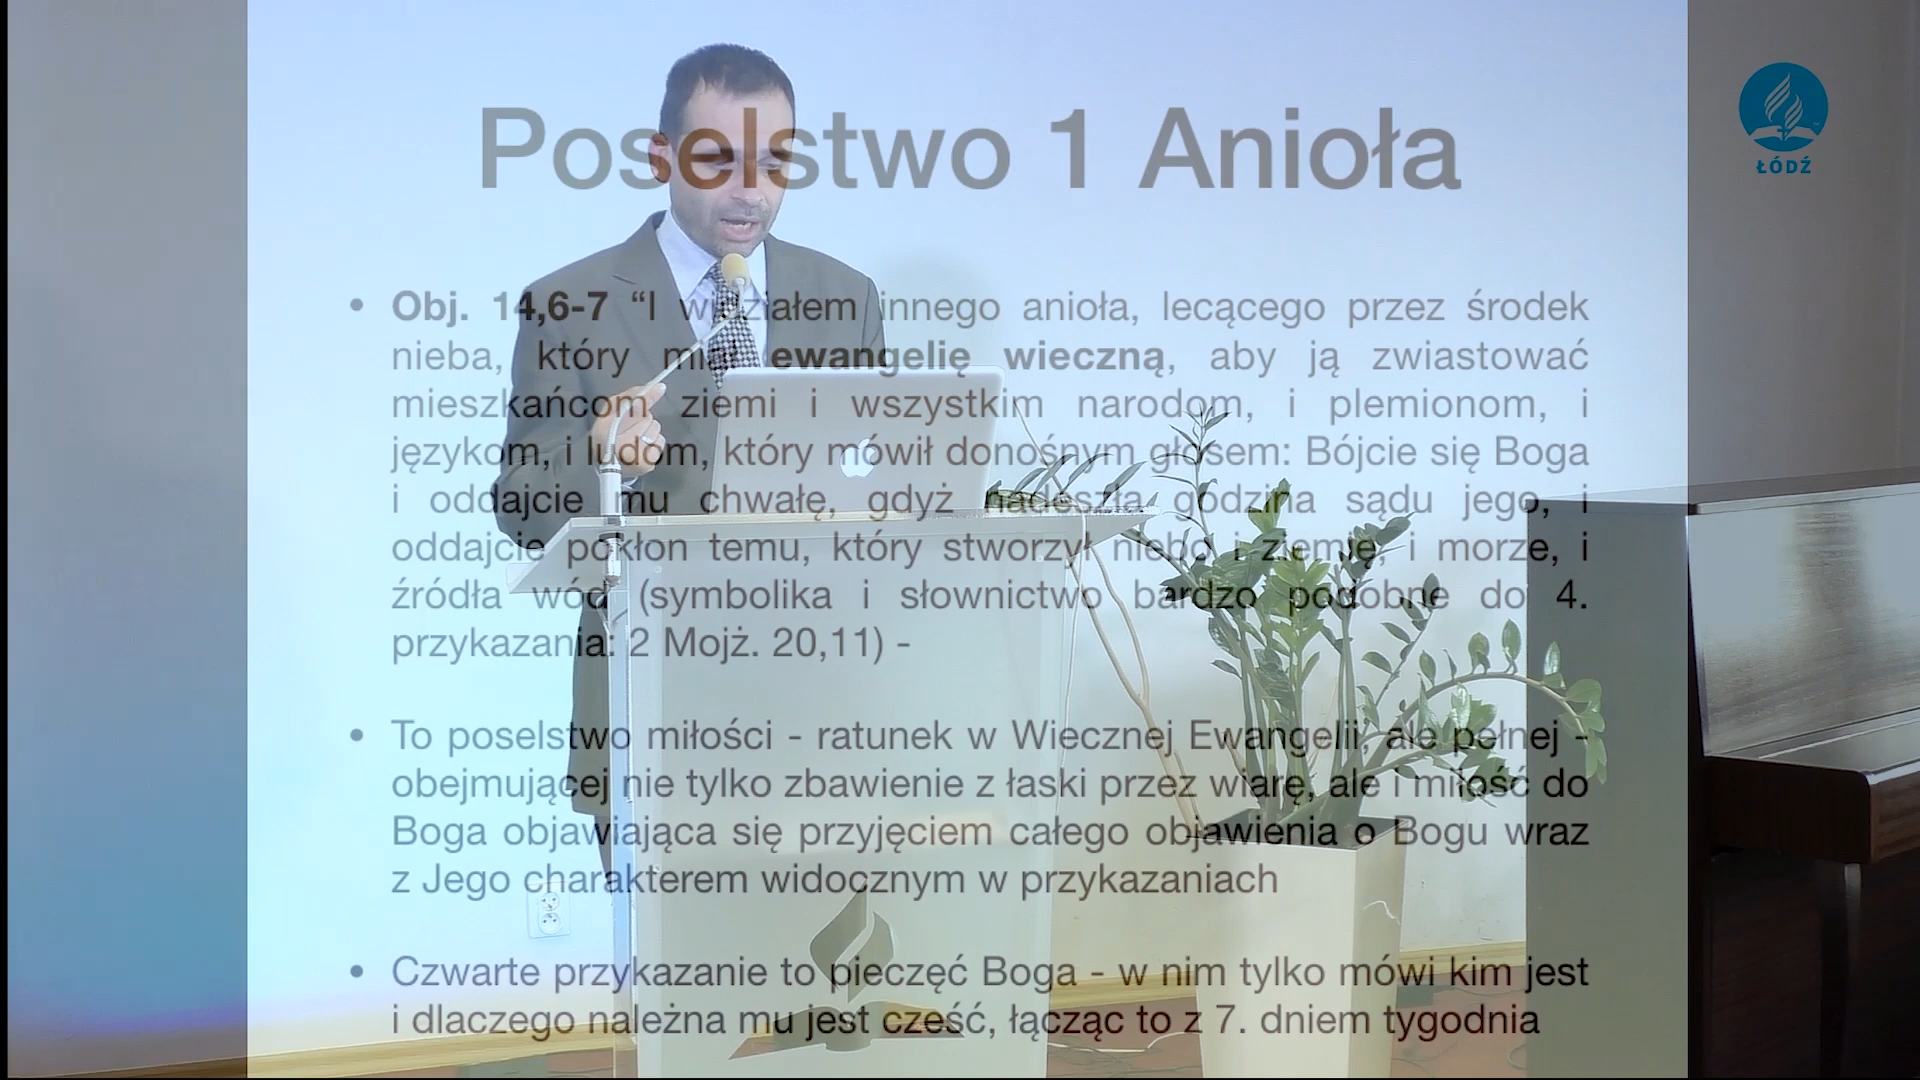 Poselstwo 1 Anioła
ŁÓDŹ
• Obj. 14,6-7 “I widziałem innego anioła, lecącego przez środek
nieba, który miał ewangelię wieczną, aby ją zwiastować
mieszkańcom ziemi i wszystkim narodom, i plemionom, i
językom, i ludom, który mówił donośnym głosem: Bójcie się Boga
i oddajcie mu chwałę, gdyż nadeszła godzina sądu jego, i
oddajcie pokłon temu, który stworzył niebo i ziemię, i morze, i
źródła wód (symbolika i słownictwo bardzo podobne do 4.
przykazania: 2 Mojż. 20,11) -
• To poselstwo miłości - ratunek w Wiecznej Ewangelii, ale pełnej -
obejmującej nie tylko zbawienie z łaski przez wiarę, ale i miłość do
Boga objawiająca się przyjęciem całego objawienia o Bogu wraz
z Jego charakterem widocznym w przykazaniach
• Czwarte przykazanie to pieczęć Boga - w nim tylko mówi kim jest
i dlaczego należna mu jest cześć, łącząc to z 7. dniem tygodnia